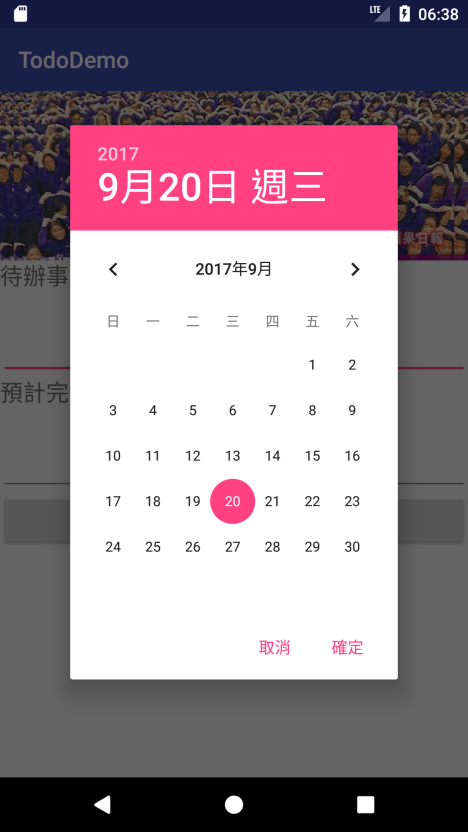 LTE 06:38
TodoDemo
2017
9月20日 週三
果日報
2017年9月
日 一 二 三 四 五 六
1 2
3 4 5 6 7 8 9
10 11 12 13 14 15 16
17 18 19 20 21 22 23
24 25 26 27 28 29 30
待辦事
預計完
取消 確定